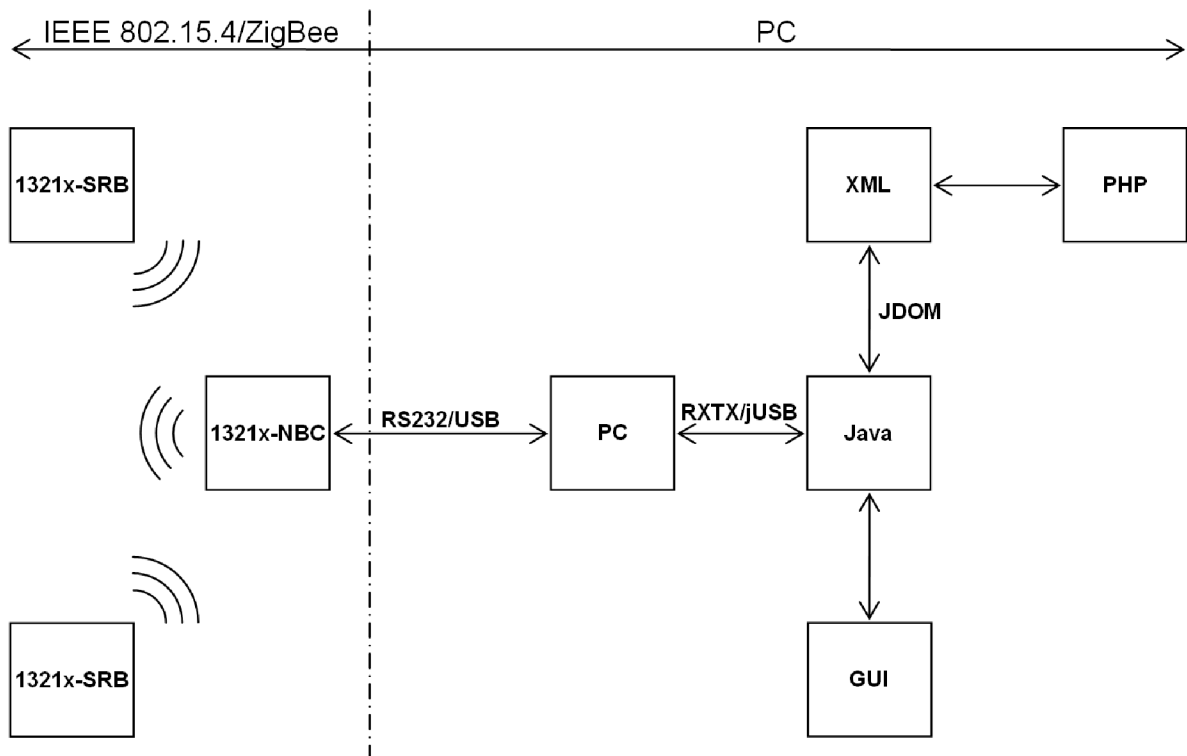 IEEE 802.15.4/ZigBee
PC
1321x-SRB
XML
PHP
JDOM
1321x-NBC
RS232/USB
PC
RXTX/jUSB
Java
1321x-SRB
GUI